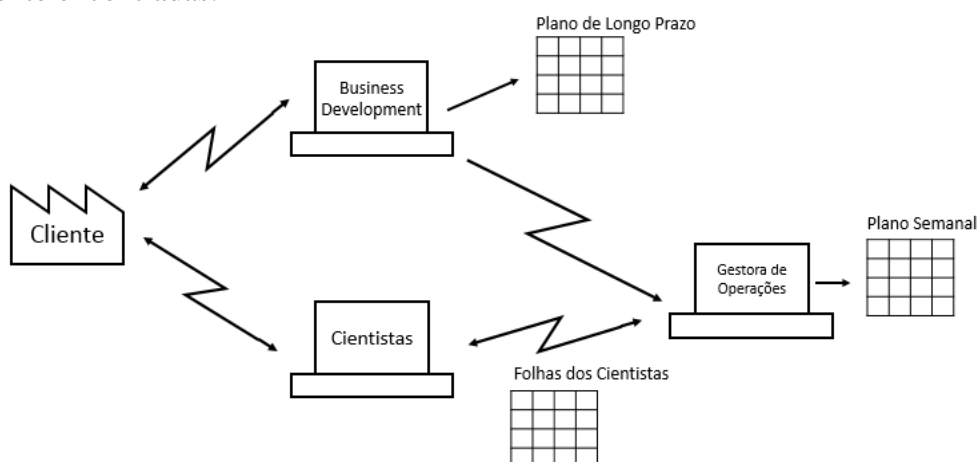 Plano de Longo Prazo
Business
Development
Cliente
Plano Semanal
Gestora de
Operações
Cientistas
Folhas dos Cientistas